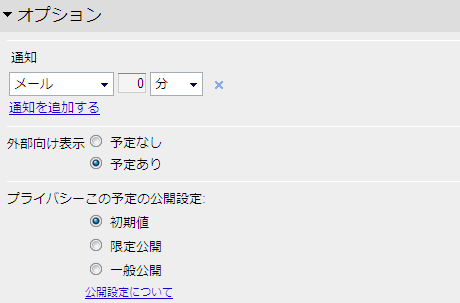 オプション
通知
メール 0 分
通知を追加する
外部向け表示 予定なし
予定あり
プライバシー この予定の公開設定:
初期値
限定公開
一般公開
公開設定について